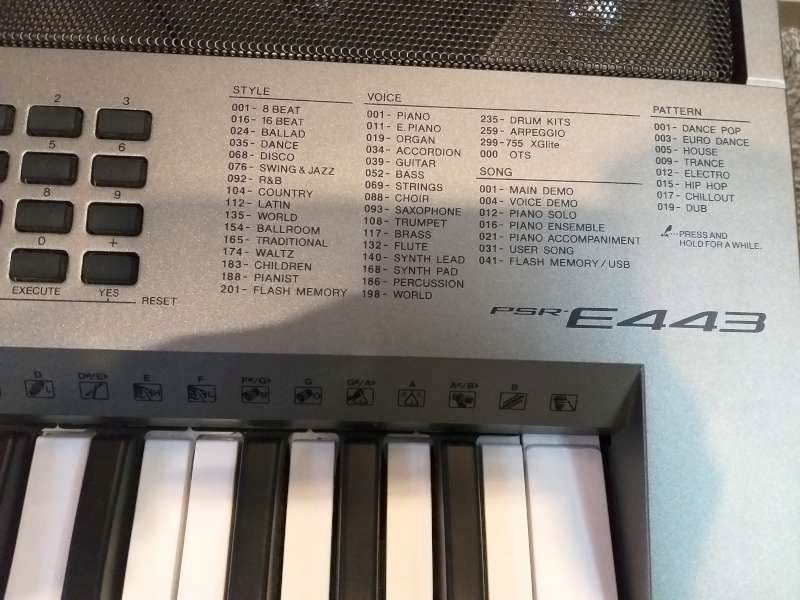 2 3
5 6
8 9
0 +
EXECUTE YES RESET
STYLE
001- 8 BEAT
016- 16 BEAT
024- BALLAD
035- DANCE
068- DISCO
076- SWING & JAZZ
092- R&B
104- COUNTRY
112- LATIN
135- WORLD
154- BALLROOM
165- TRADITIONAL
174- WALTZ
183- CHILDREN
188- PIANIST
201- FLASH MEMORY
VOICE
001- PIANO
011- E.PIANO
019- ORGAN
034- ACCORDION
039- GUITAR
052- BASS
069- STRINGS
088- CHOIR
093- SAXOPHONE
108- TRUMPET
117- BRASS
132- FLUTE
140- SYNTH LEAD
168- SYNTH PAD
186- PERCUSSION
198- WORLD
235- DRUM KITS
259- ARPEGGIO
299-755 XGlite
000 OTS
SONG
001- MAIN DEMO
004- VOICE DEMO
012- PIANO SOLO
016- PIANO ENSEMBLE
021- PIANO ACCOMPANIMENT
031- USER SONG
041- FLASH MEMORY/USB
PATTERN
001- DANCE POP
003- EURO DANCE
005- HOUSE
009- TRANCE
012- ELECTRO
015- HIP HOP
017- CHILLOUT
019- DUB
···PRESS AND
HOLD FOR A WHILE.
PSR-E443
D D#/E♭ E F F#/G♭ G G#/A♭ A A#/B♭ B